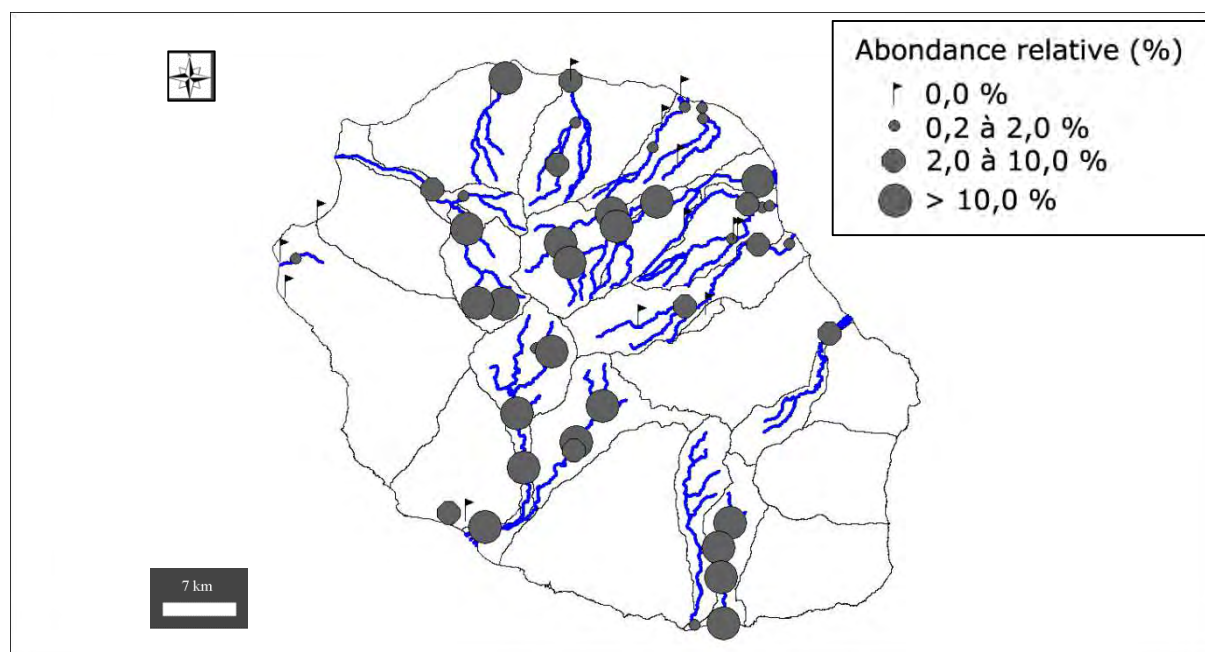 Abondance relative (%)
0,0 %
0,2 à 2,0 %
2,0 à 10,0 %
> 10,0 %
7 km